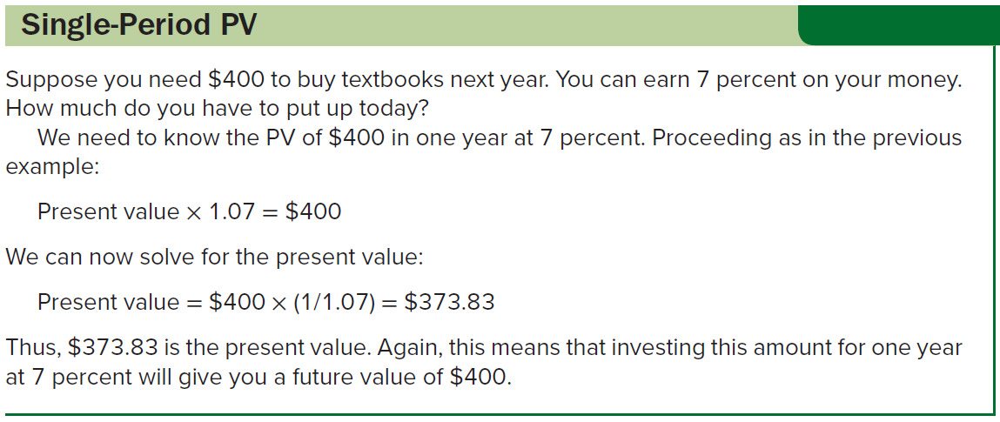 Single-Period PV
Suppose you need $400 to buy textbooks next year. You can earn 7 percent on your money.
How much do you have to put up today?
We need to know the PV of $400 in one year at 7 percent. Proceeding as in the previous
example:
Present value × 1.07 = $400
We can now solve for the present value:
Present value = $400 × (1/1.07) = $373.83
Thus, $373.83 is the present value. Again, this means that investing this amount for one year
at 7 percent will give you a future value of $400.